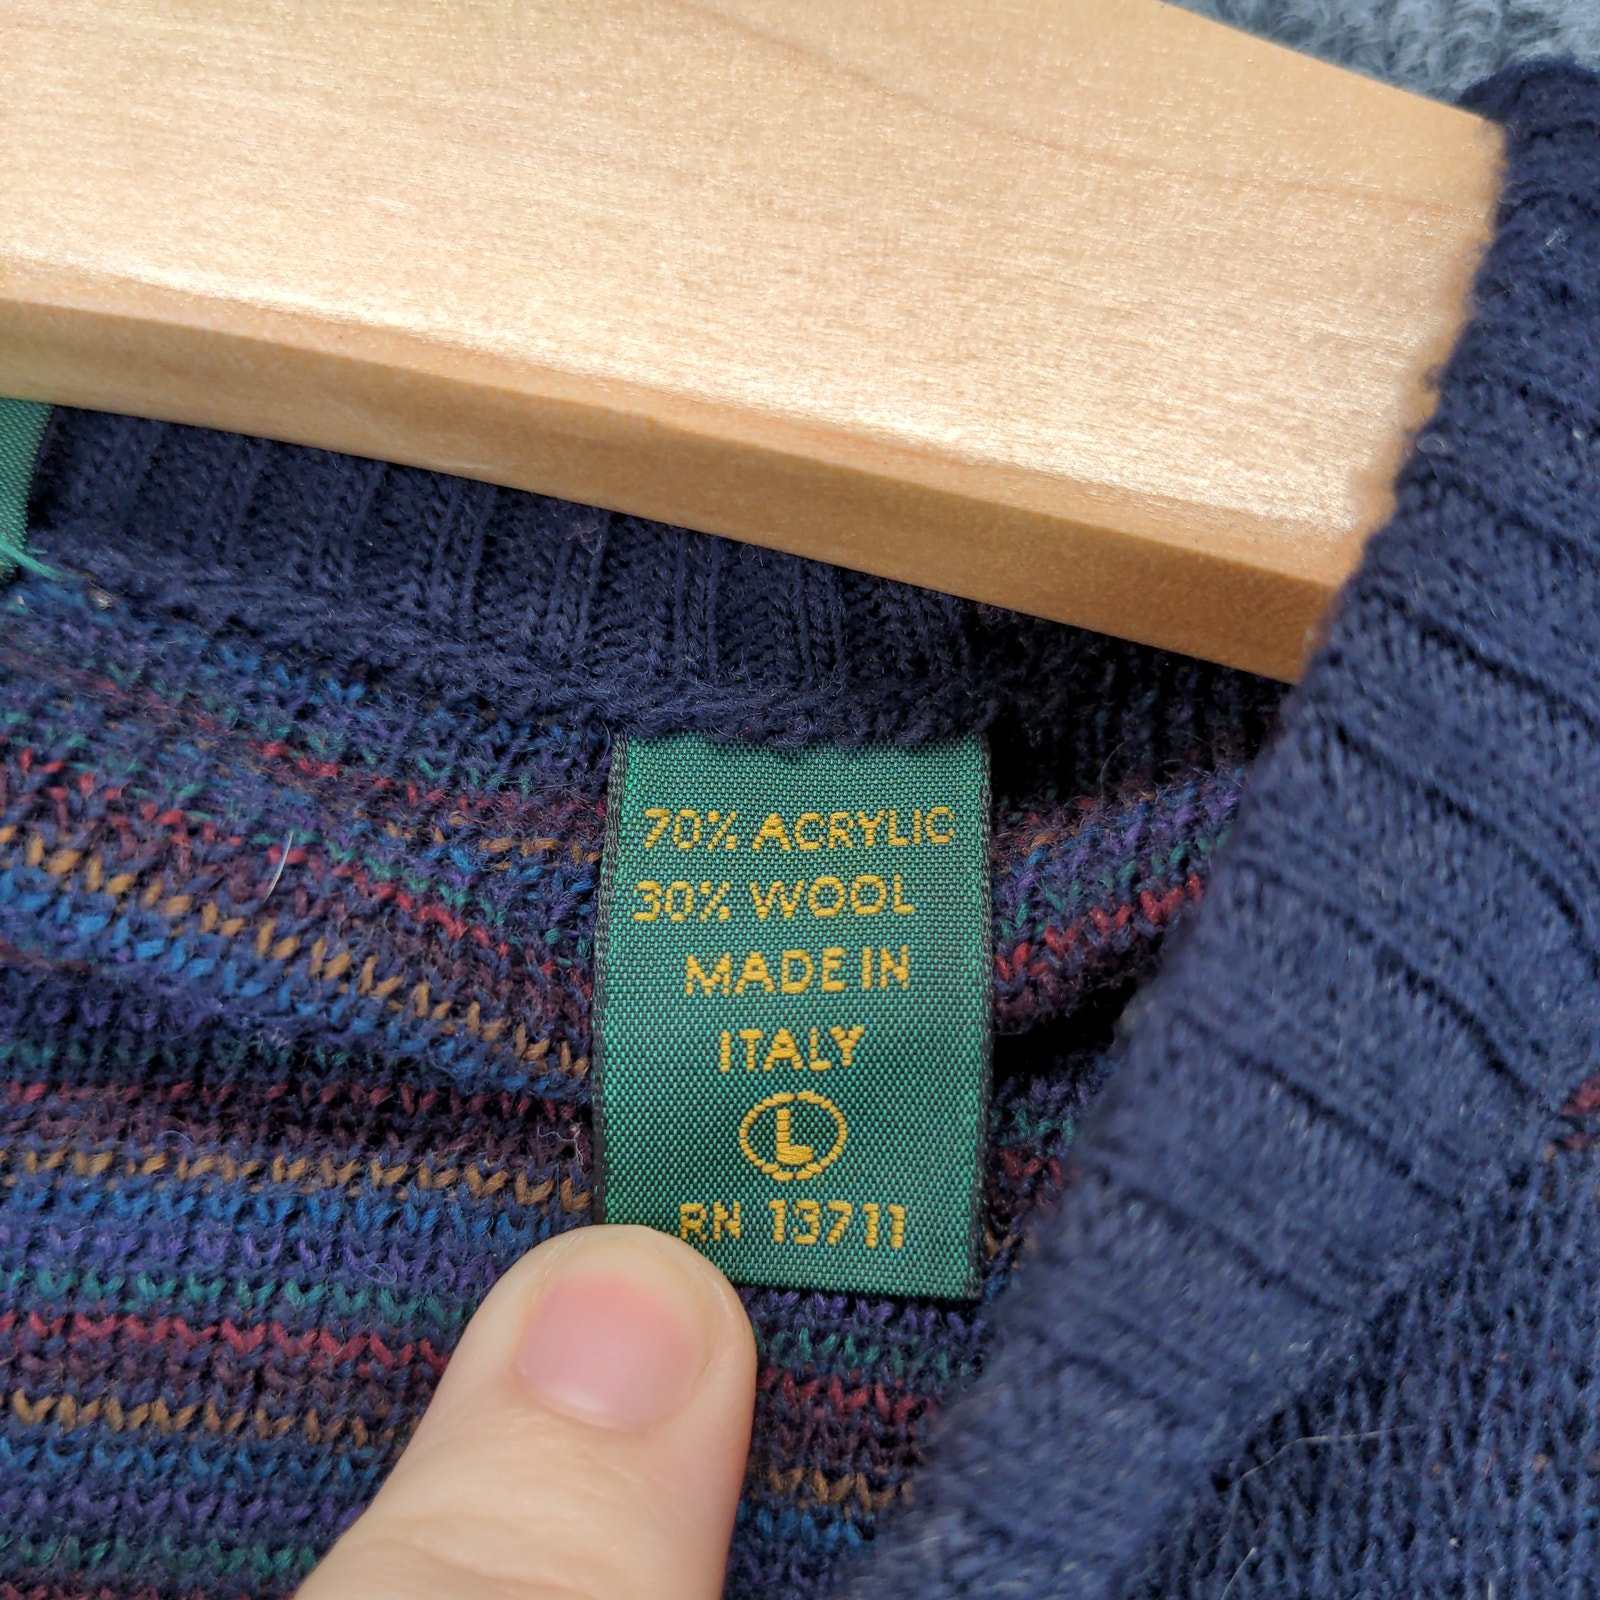 70% ACRYLIC
30% WOOL
MADE IN
ITALY
L
RN 13711